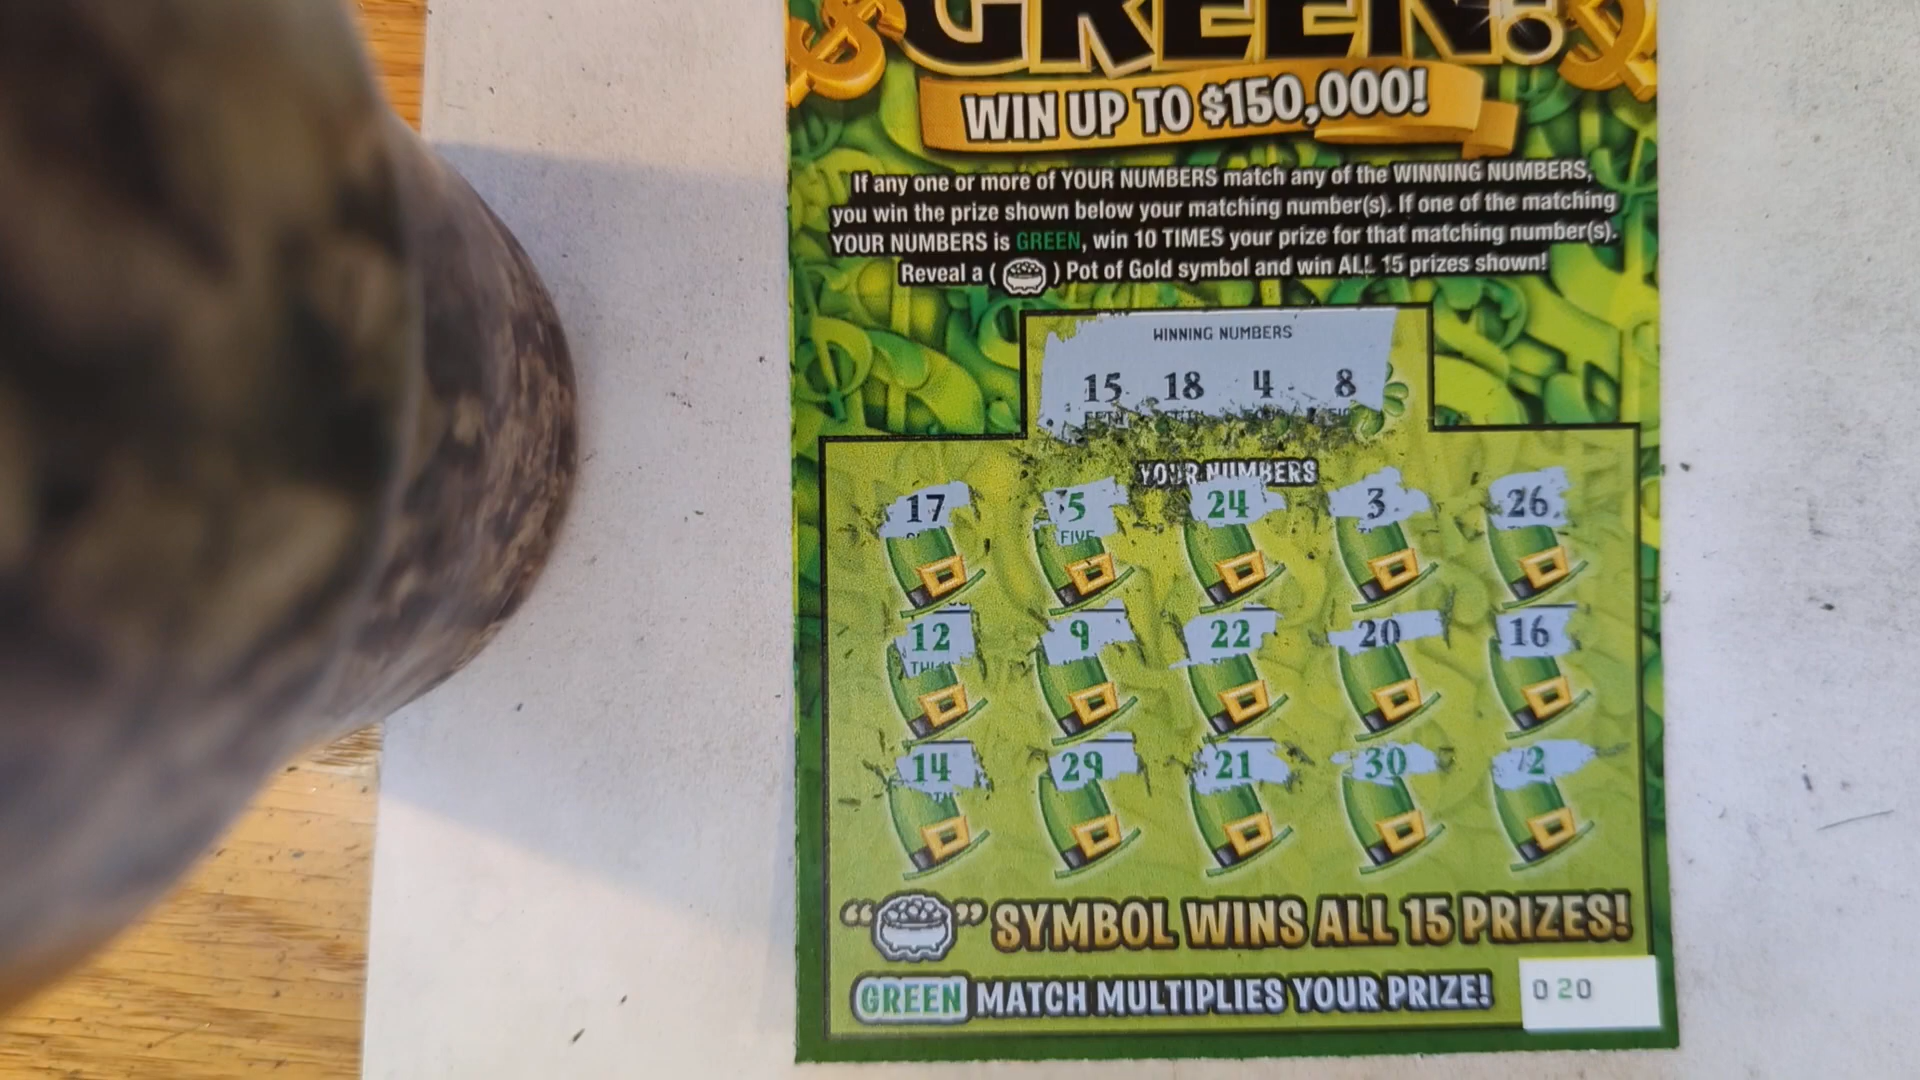 GREEN!
WIN UP TO $150,000!
If any one or more of YOUR NUMBERS match any of the WINNING NUMBERS,
you win the prize shown below your matching number(s). If one of the matching
YOUR NUMBERS is GREEN, win 10 TIMES your prize for that matching number(s).
Reveal a ( ) Pot of Gold symbol and win ALL 15 prizes shown!
WINNING NUMBERS
15 18 4 8
YOUR NUMBERS
17 5 24 3 26
FIVE
12 9 22 20 16
14 29 21 30 2
“ ” SYMBOL WINS ALL 15 PRIZES!
GREEN MATCH MULTIPLIES YOUR PRIZE!
020